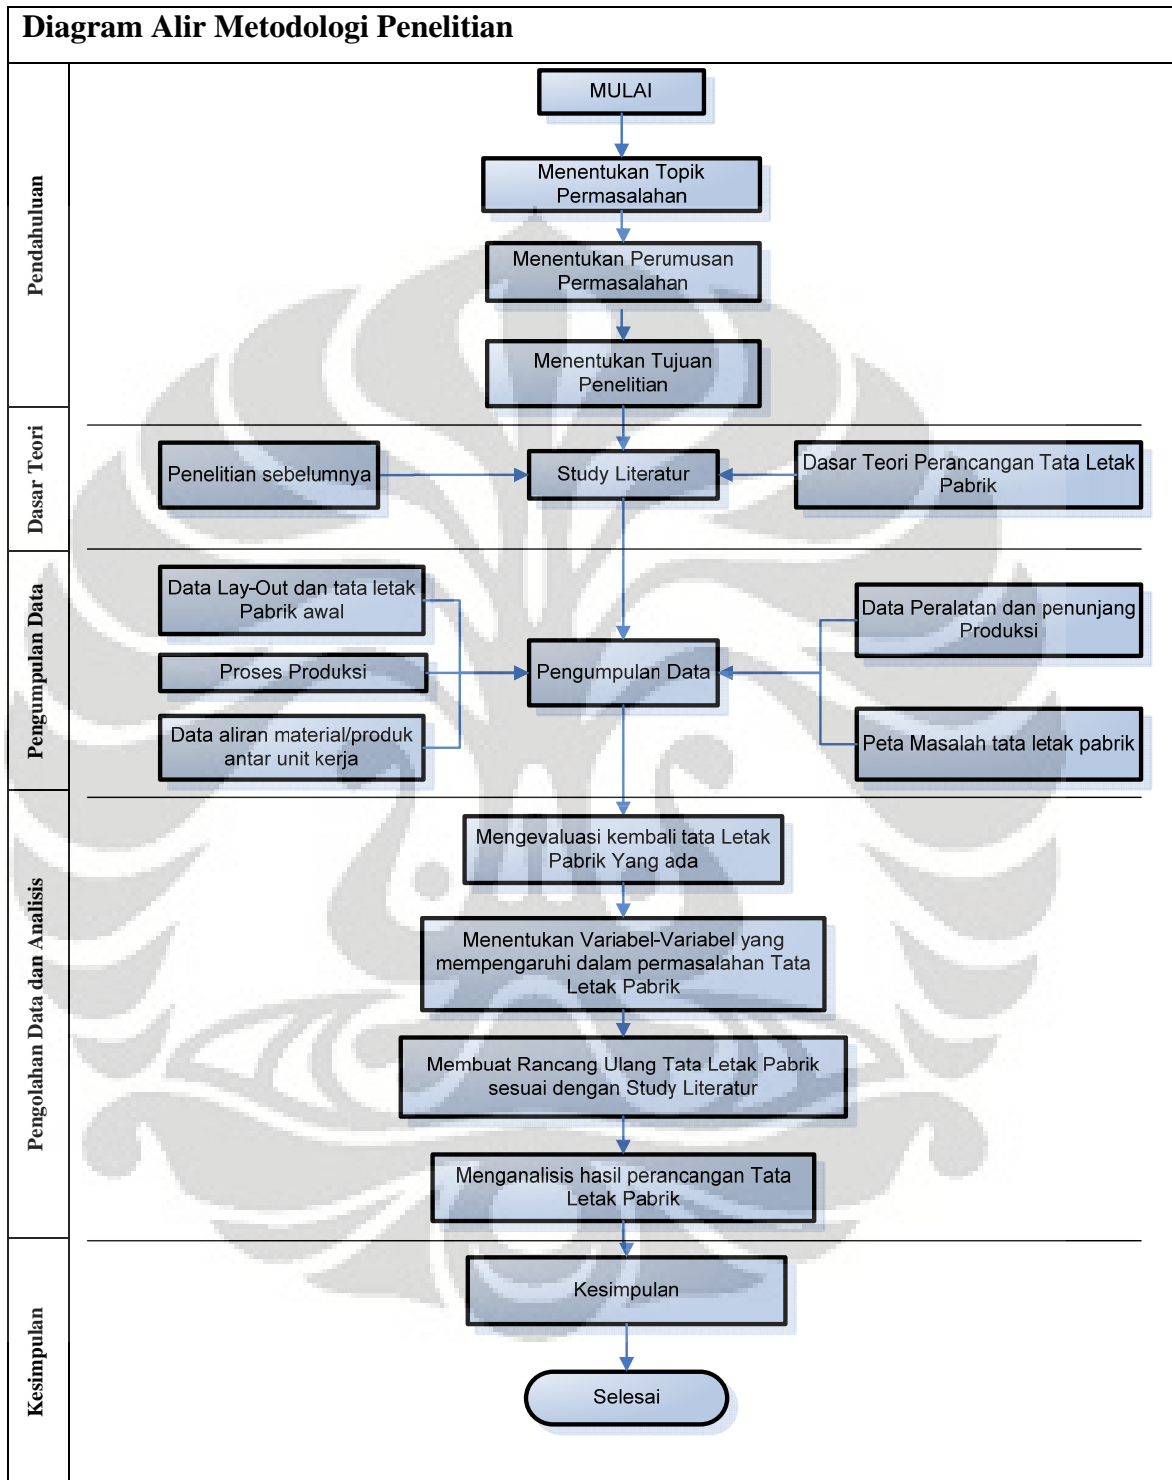 Diagram Alir Metodologi Penelitian
Pendahuluan
MULAI
Menentukan Topik
Permasalahan
Menentukan Perumusan
Permasalahan
Menentukan Tujuan
Penelitian
Dasar Teori
Penelitian sebelumnya
Study Literatur
Dasar Teori Perancangan Tata Letak
Pabrik
Pengumpulan Data
Data Lay-Out dan tata letak
Pabrik awal
Proses Produksi
Data aliran material/produk
antar unit kerja
Pengumpulan Data
Data Peralatan dan penunjang
Produksi
Peta Masalah tata letak pabrik
Pengolahan Data dan Analisis
Mengevaluasi kembali tata Letak
Pabrik Yang ada
Menentukan Variabel-Variabel yang
mempengaruhi dalam permasalahan Tata
Letak Pabrik
Membuat Rancang Ulang Tata Letak Pabrik
sesuai dengan Study Literatur
Menganalisis hasil perancangan Tata
Letak Pabrik
Kesimpulan
Kesimpulan
Selesai